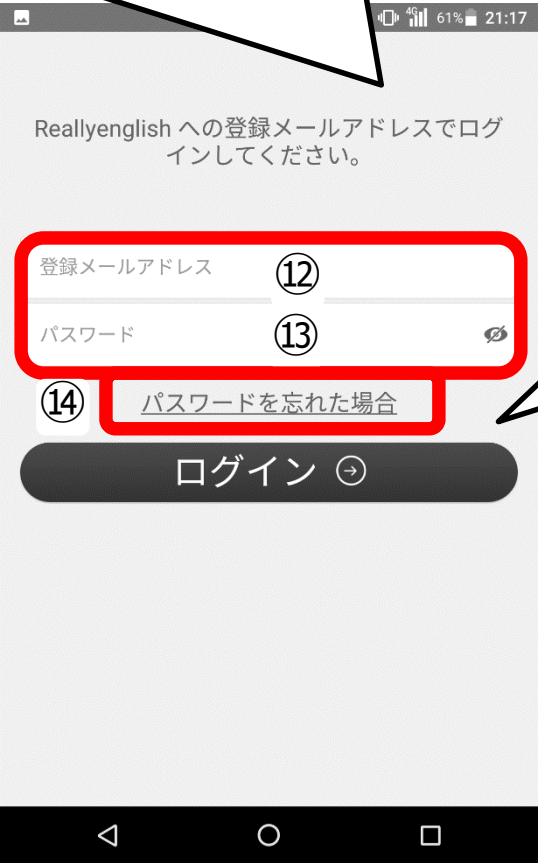 4G 61% 21:17
Reallyenglish への登録メールアドレスでログ
インしてください。
登録メールアドレス ⑫
パスワード ⑬
⑭ パスワードを忘れた場合
ログイン